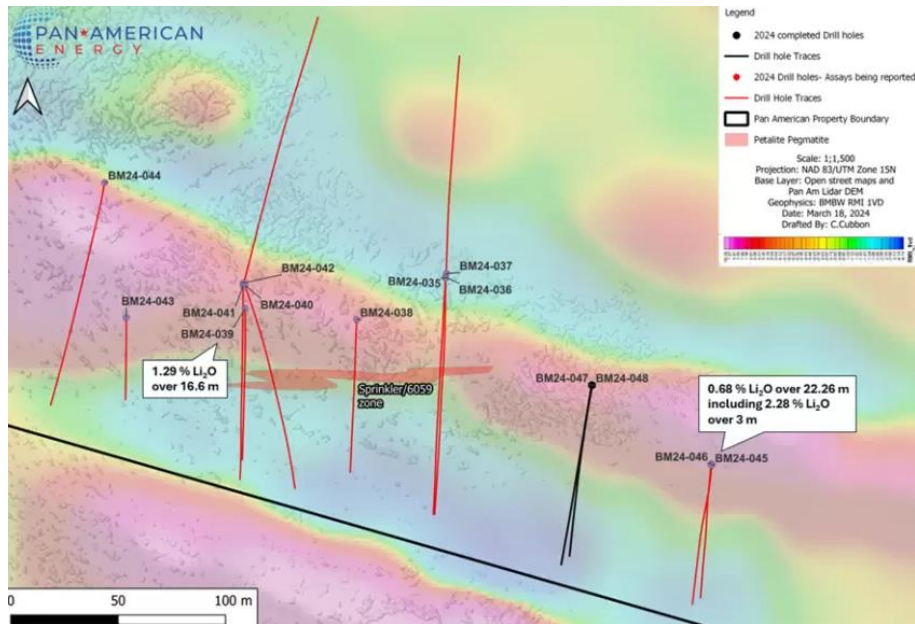 PAN AMERICAN
ENERGY
Legend
2024 completed Drill holes
Drill hole Traces
2024 Drill holes- Assays being reported
Drill Hole Traces
Pan American Property Boundary
Petalite Pegmatite
Scale: 1;1,500
Projection: NAD 83/UTM Zone 15N
Base Layer: Open street maps and
Pan Am Lidar DEM
Geophysics: BMBW RMI 1VD
Date: March 18, 2024
Drafted By: C.Cubbon
BM24-044
BM24-042
BM24-037
BM24-035
BM24-036
BM24-043
BM24-041
BM24-040
BM24-038
BM24-039
1.29 % Li₂O
over 16.6 m
Sprinkler/6059
zone
BM24-047
BM24-048
0.68 % Li₂O over 22.26 m
including 2.28 % Li₂O
over 3 m
BM24-046
BM24-045
0
50
100 m